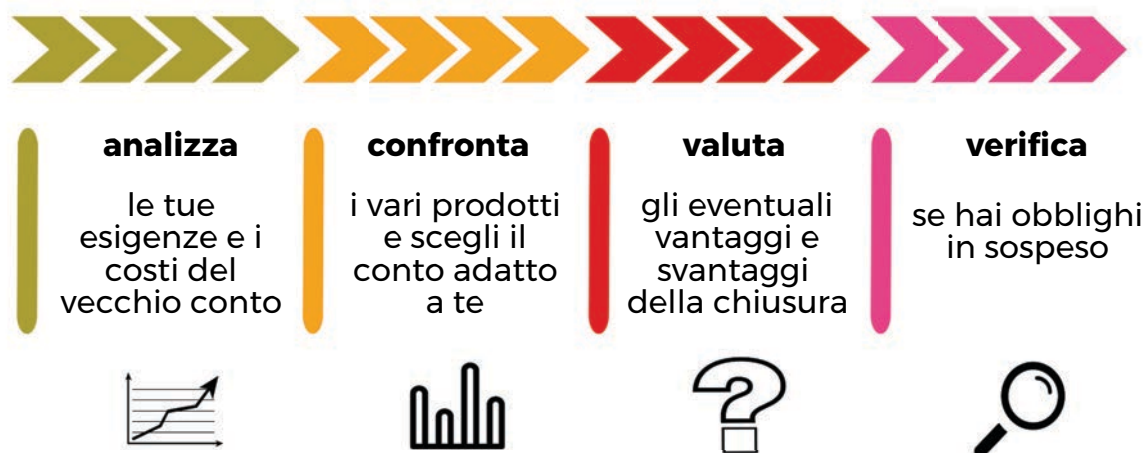 analizza
le tue
esigenze e i
costi del
vecchio conto
confronta
i vari prodotti
e scegli il
conto adatto
a te
valuta
gli eventuali
vantaggi e
svantaggi
della chiusura
verifica
se hai obblighi
in sospeso